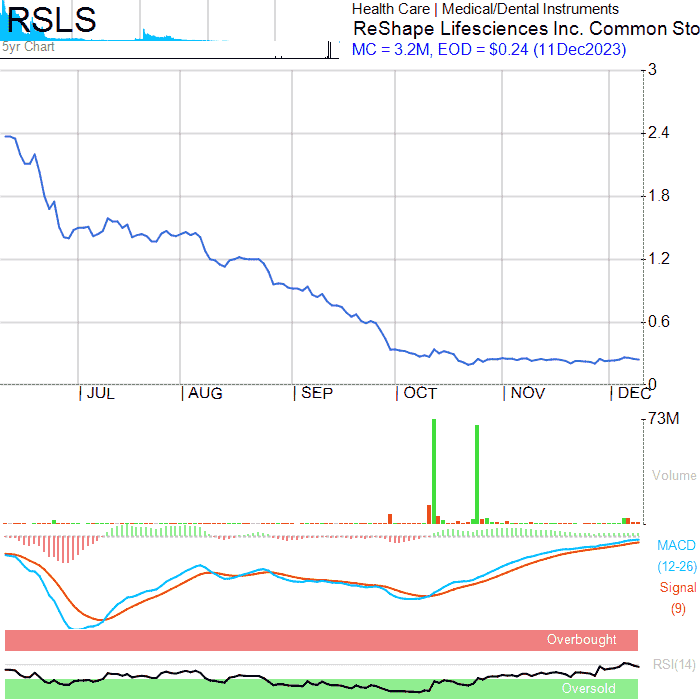 RSLS
5yr Chart
Health Care | Medical/Dental Instruments
ReShape Lifesciences Inc. Common Sto
MC = 3.2M, EOD = $0.24 (11Dec2023)
3
2.4
1.8
1.2
0.6
0
JUL
AUG
SEP
OCT
NOV
DEC
73M
Volume
MACD
(12-26)
Signal
(9)
Overbought
RSI(14)
Oversold